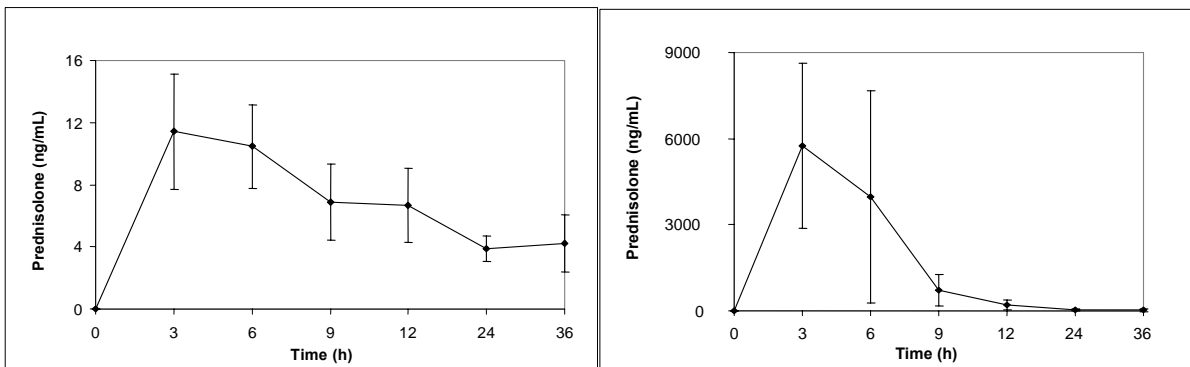 16
12
8
4
0
0 3 6 9 12 24 36
Time (h)
Prednisolone (ng/mL)
9000
6000
3000
0
0 3 6 9 12 24 36
Time (h)
Prednisolone (ng/mL)